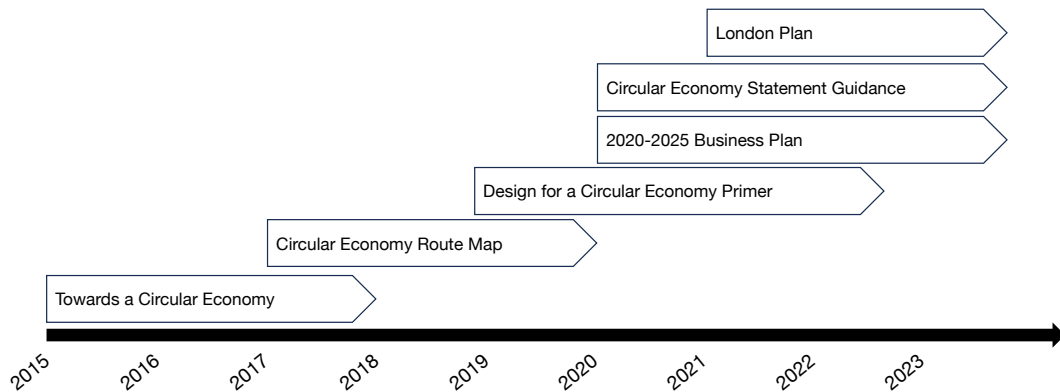 London Plan
Circular Economy Statement Guidance
2020-2025 Business Plan
Design for a Circular Economy Primer
Circular Economy Route Map
Towards a Circular Economy
2015
2016
2017
2018
2019
2020
2021
2022
2023